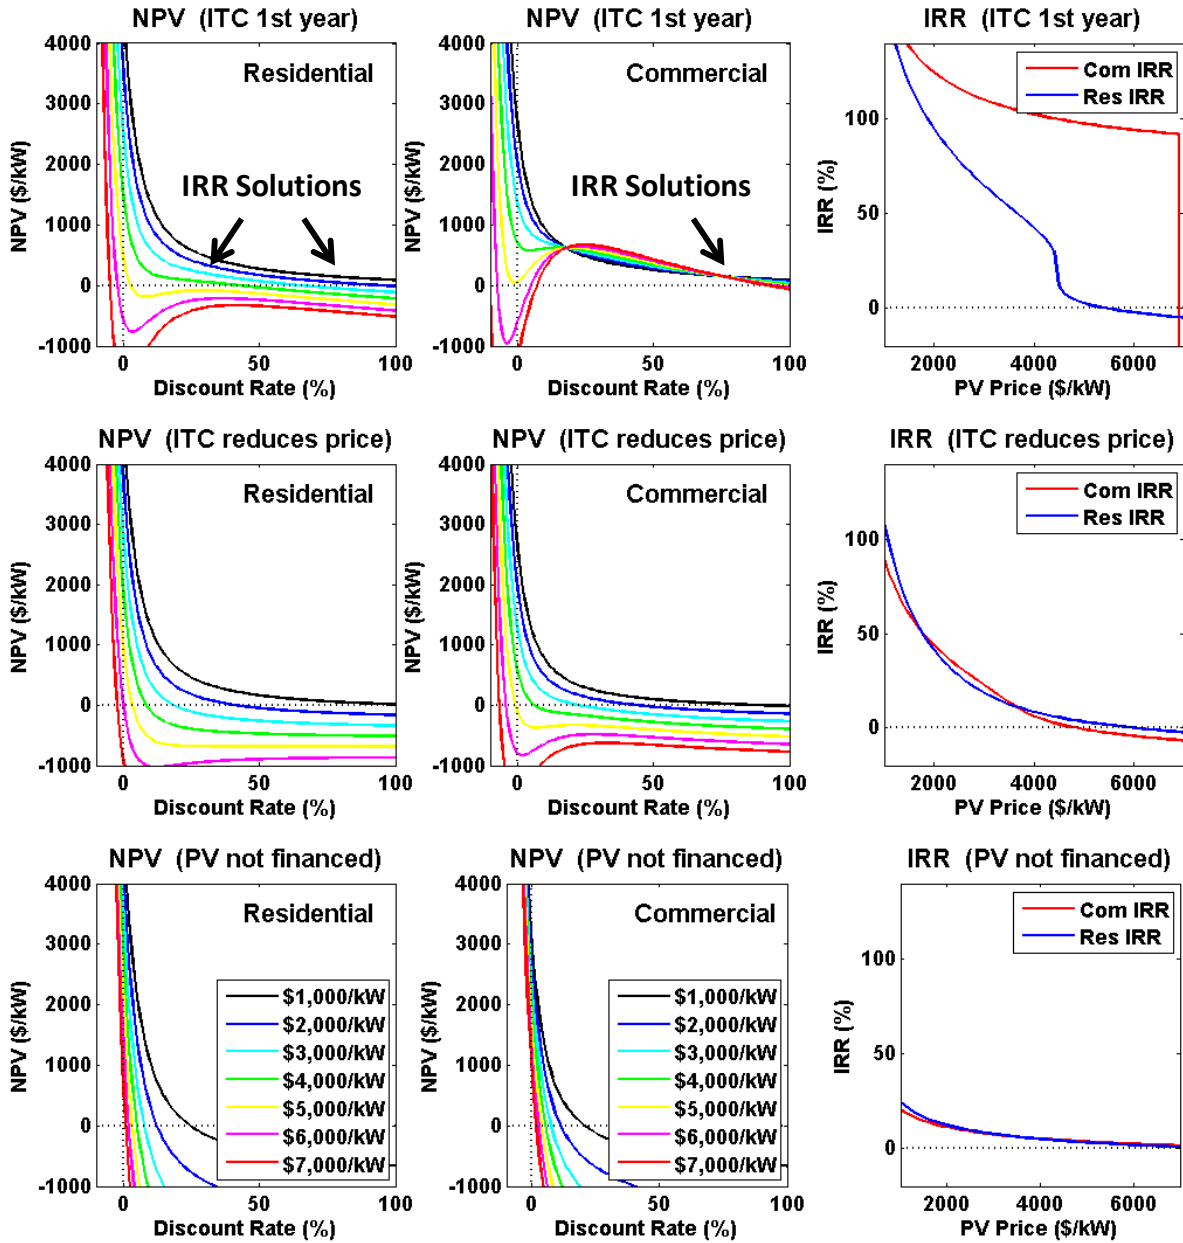 NPV (ITC 1st year)
4000
3000
2000
1000
0
-1000
NPV ($/kW)
Residential
IRR Solutions
0
50
100
Discount Rate (%)
NPV (ITC 1st year)
4000
3000
2000
1000
0
-1000
NPV ($/kW)
Commercial
IRR Solutions
0
50
100
Discount Rate (%)
IRR (ITC 1st year)
100
50
0
IRR (%)
Com IRR
Res IRR
2000
4000
6000
PV Price ($/kW)
NPV (ITC reduces price)
4000
3000
2000
1000
0
-1000
NPV ($/kW)
Residential
0
50
100
Discount Rate (%)
NPV (ITC reduces price)
4000
3000
2000
1000
0
-1000
NPV ($/kW)
Commercial
0
50
100
Discount Rate (%)
IRR (ITC reduces price)
100
50
0
IRR (%)
Com IRR
Res IRR
2000
4000
6000
PV Price ($/kW)
NPV (PV not financed)
4000
3000
2000
1000
0
-1000
NPV ($/kW)
Residential
$1,000/kW
$2,000/kW
$3,000/kW
$4,000/kW
$5,000/kW
$6,000/kW
$7,000/kW
0
50
100
Discount Rate (%)
NPV (PV not financed)
4000
3000
2000
1000
0
-1000
NPV ($/kW)
Commercial
$1,000/kW
$2,000/kW
$3,000/kW
$4,000/kW
$5,000/kW
$6,000/kW
$7,000/kW
0
50
100
Discount Rate (%)
IRR (PV not financed)
100
50
0
IRR (%)
Com IRR
Res IRR
2000
4000
6000
PV Price ($/kW)